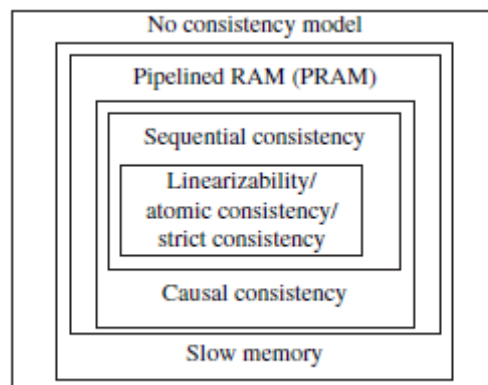 No consistency model
Pipelined RAM (PRAM)
Sequential consistency
Linearizability/
atomic consistency/
strict consistency
Causal consistency
Slow memory